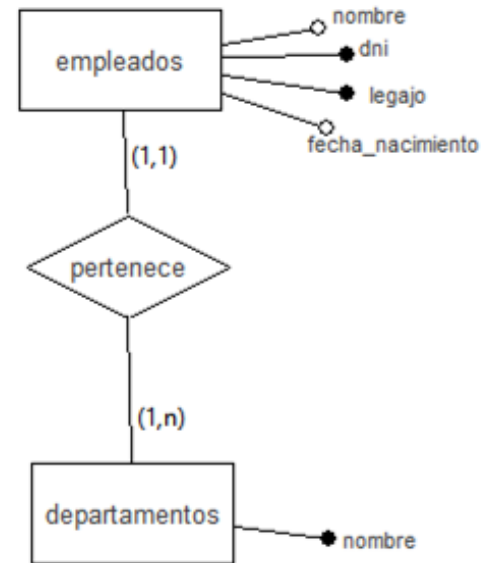 nombre
empleados
dni
legajo
fecha_nacimiento
(1,1)
pertenece
(1,n)
departamentos
nombre